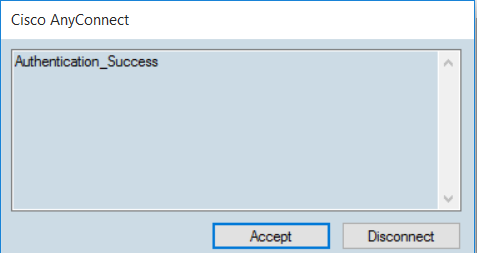 Cisco AnyConnect
Authentication_Success
Accept
Disconnect